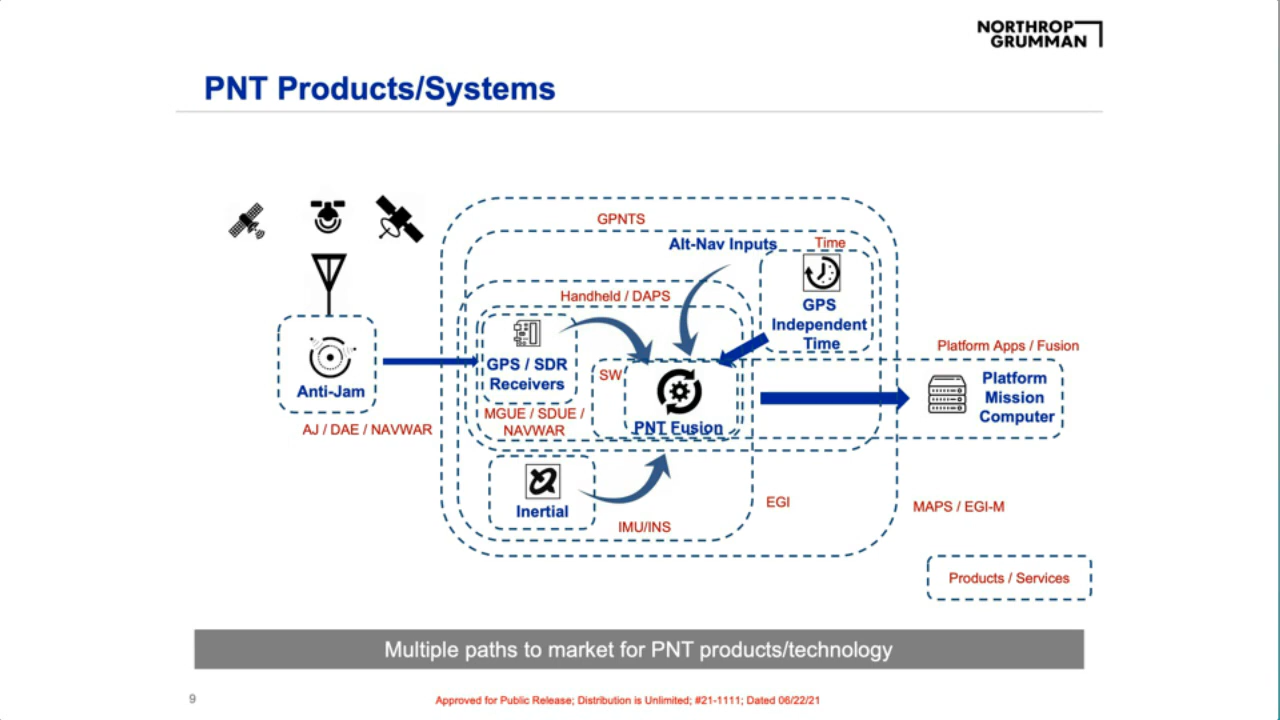 NORTHROP
GRUMMAN
PNT Products/Systems
GPNTS
Alt-Nav Inputs
Time
Handheld / DAPS
GPS
Independent
Time
GPS / SDR
Receivers
Platform Apps / Fusion
Anti-Jam
SW
Platform
Mission
Computer
MGUE / SDUE /
NAVWAR
PNT Fusion
AJ / DAE / NAVWAR
Inertial
EGI
MAPS / EGI-M
IMU/INS
Products / Services
Multiple paths to market for PNT products/technology
9
Approved for Public Release; Distribution is Unlimited; #21-1111; Dated 06/22/21